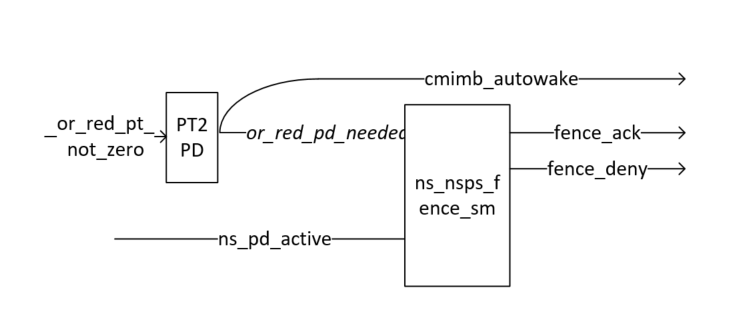 cmimb_autowake
_or_red_pt_
not_zero
PT2
PD
or_red_pd_needed
fence_ack
fence_deny
ns_nsps_f
ence_sm
ns_pd_active